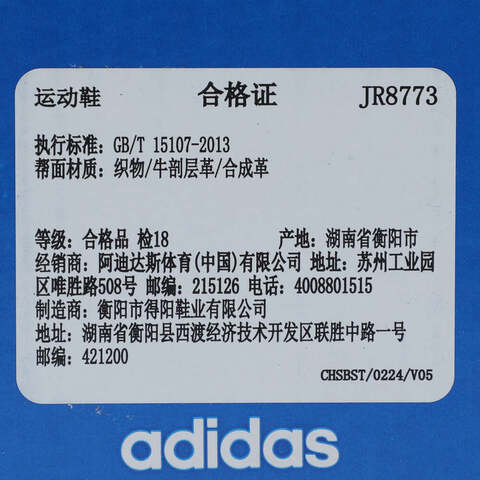 运动鞋 合格证 JR8773
执行标准: GB/T 15107-2013
帮面材质: 织物/牛剖层革/合成革
等级: 合格品 检18 产地: 湖南省衡阳市
经销商: 阿迪达斯体育(中国)有限公司 地址: 苏州工业园
区唯胜路508号 邮编: 215126 电话: 4008801515
制造商: 衡阳市得阳鞋业有限公司
地址: 湖南省衡阳县西渡经济技术开发区联胜中路一号
邮编: 421200
CHSBST/0224/V05
adidas